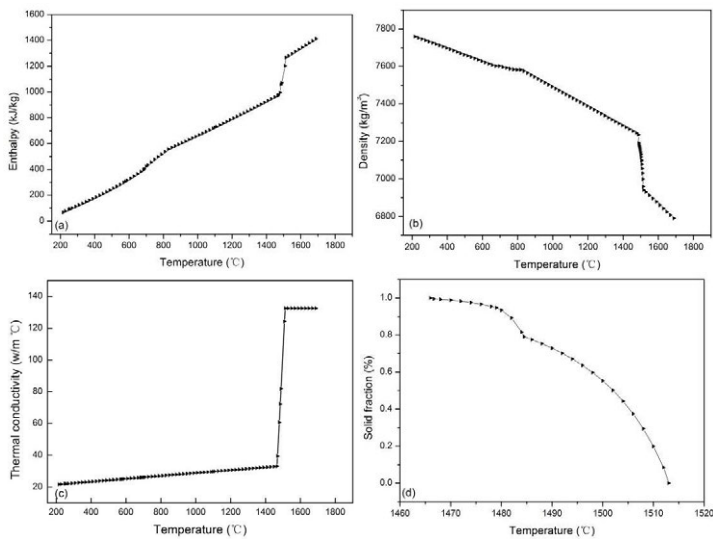 1400
1200
1000
800
600
400
200
0
Enthalpy (kJ/kg)
(a)
200 400 600 800 1000 1200 1400 1600 1800
Temperature (℃)
7800
7600
7400
7200
7000
6800
Density (kg/m³)
(b)
200 400 600 800 1000 1200 1400 1600 1800
Temperature (℃)
140
120
100
80
60
40
20
Thermal conductivity (w/m ℃)
(c)
200 400 600 800 1000 1200 1400 1600 1800
Temperature (℃)
1.0
0.8
0.6
0.4
0.2
0.0
Solid fraction (%)
(d)
1460 1470 1480 1490 1500 1510 1520
Temperature (℃)